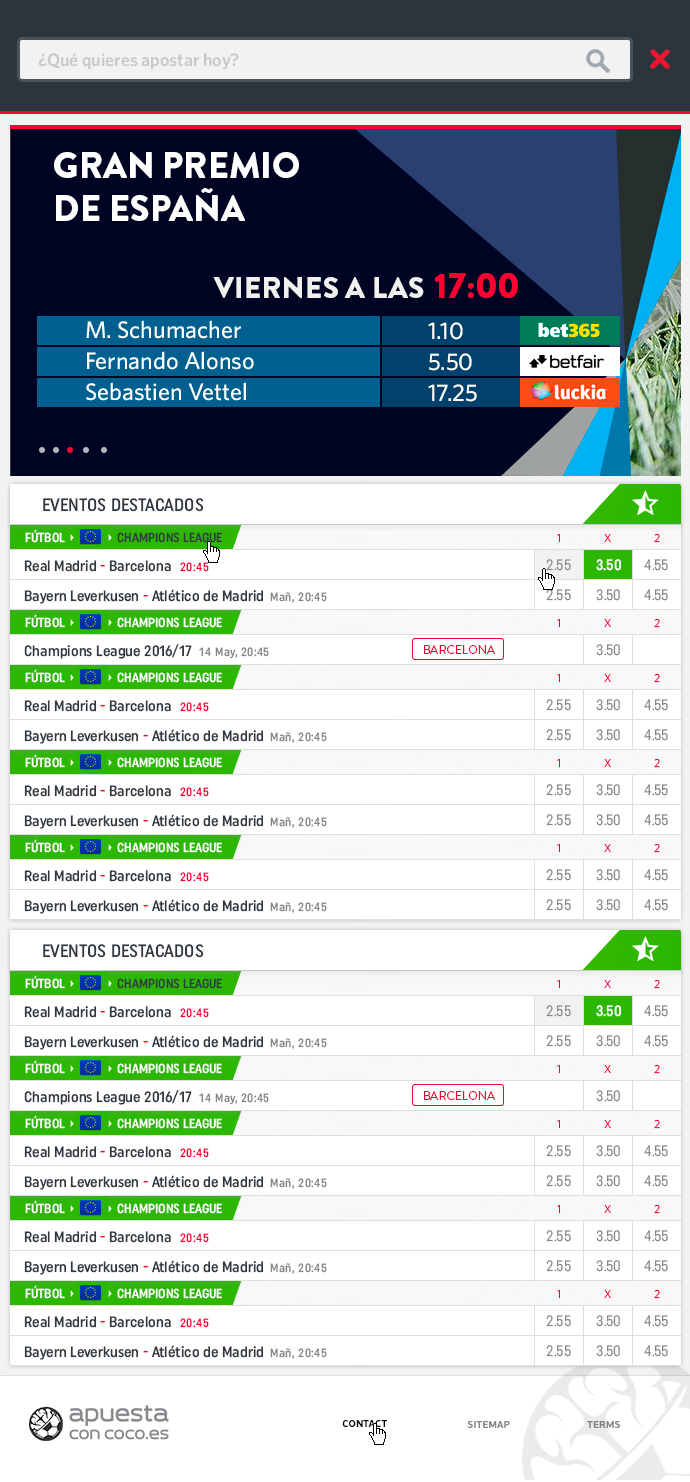 ¿Qué quieres apostar hoy?
GRAN PREMIO
DE ESPAÑA
VIERNES A LAS 17:00
M. Schumacher 1.10 bet365
Fernando Alonso 5.50 betfair
Sebastien Vettel 17.25 luckia
EVENTOS DESTACADOS
FÚTBOL CHAMPIONS LEAGUE 1 X 2
Real Madrid - Barcelona 20:45 2.55 3.50 4.55
Bayern Leverkusen - Atlético de Madrid Mañ, 20:45 2.55 3.50 4.55
FÚTBOL CHAMPIONS LEAGUE 1 X 2
Champions League 2016/17 14 May, 20:45 BARCELONA 3.50
FÚTBOL CHAMPIONS LEAGUE 1 X 2
Real Madrid - Barcelona 20:45 2.55 3.50 4.55
Bayern Leverkusen - Atlético de Madrid Mañ, 20:45 2.55 3.50 4.55
FÚTBOL CHAMPIONS LEAGUE 1 X 2
Real Madrid - Barcelona 20:45 2.55 3.50 4.55
Bayern Leverkusen - Atlético de Madrid Mañ, 20:45 2.55 3.50 4.55
FÚTBOL CHAMPIONS LEAGUE 1 X 2
Real Madrid - Barcelona 20:45 2.55 3.50 4.55
Bayern Leverkusen - Atlético de Madrid Mañ, 20:45 2.55 3.50 4.55
EVENTOS DESTACADOS
FÚTBOL CHAMPIONS LEAGUE 1 X 2
Real Madrid - Barcelona 20:45 2.55 3.50 4.55
Bayern Leverkusen - Atlético de Madrid Mañ, 20:45 2.55 3.50 4.55
FÚTBOL CHAMPIONS LEAGUE 1 X 2
Champions League 2016/17 14 May, 20:45 BARCELONA 3.50
FÚTBOL CHAMPIONS LEAGUE 1 X 2
Real Madrid - Barcelona 20:45 2.55 3.50 4.55
Bayern Leverkusen - Atlético de Madrid Mañ, 20:45 2.55 3.50 4.55
FÚTBOL CHAMPIONS LEAGUE 1 X 2
Real Madrid - Barcelona 20:45 2.55 3.50 4.55
Bayern Leverkusen - Atlético de Madrid Mañ, 20:45 2.55 3.50 4.55
FÚTBOL CHAMPIONS LEAGUE 1 X 2
Real Madrid - Barcelona 20:45 2.55 3.50 4.55
Bayern Leverkusen - Atlético de Madrid Mañ, 20:45 2.55 3.50 4.55
apuesta
con coco.es
CONTACT SITEMAP TERMS